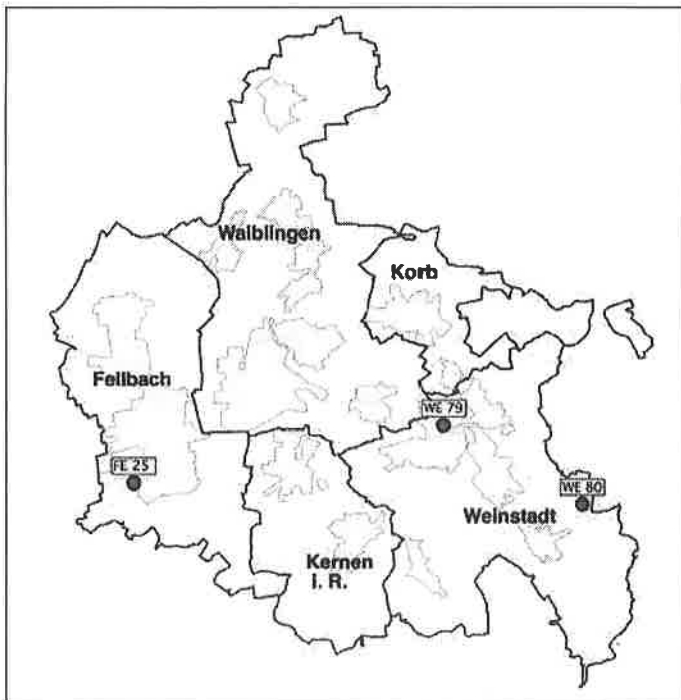 Waiblingen
Korb
Fellbach
WE 79
FE 25
WE 80
Weinstadt
Kernen
i. R.